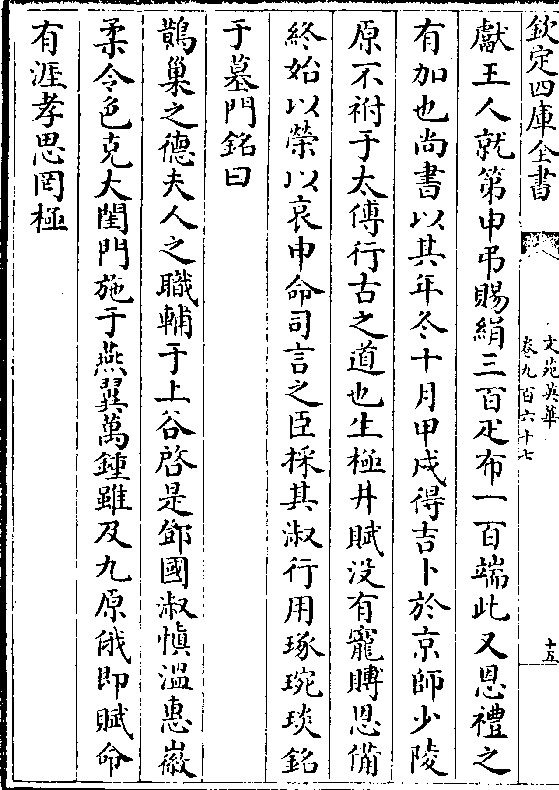 欽定四庫全書
文苑英華
卷九百六十七
十五
獻王人就第申弔賜絹三百疋布一百端此又恩禮之
有加也尚書以其年冬十月甲戌得吉卜於京師少陵
原不祔于太傅行古之道也生極井賦没有寵賻恩備
終始以榮以哀申命司言之臣採其淑行用琢琬琰銘
于墓門銘曰
鵲巢之德夫人之職輔于上谷啓是鄧國淑慎溫惠徽
柔令色克大閨門施于燕翼萬鍾雖及九原俄即賦命
有涯孝思罔極